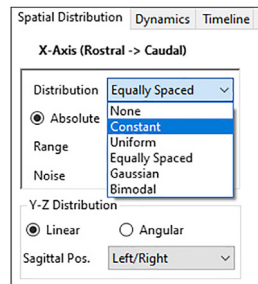 Spatial Distribution Dynamics Timeline
X-Axis (Rostral -> Caudal)
Distribution Equally Spaced
None
Absolute Constant
Uniform
Range Equally Spaced
Gaussian
Noise Bimodal
Y-Z Distribution
Linear Angular
Sagittal Pos. Left/Right